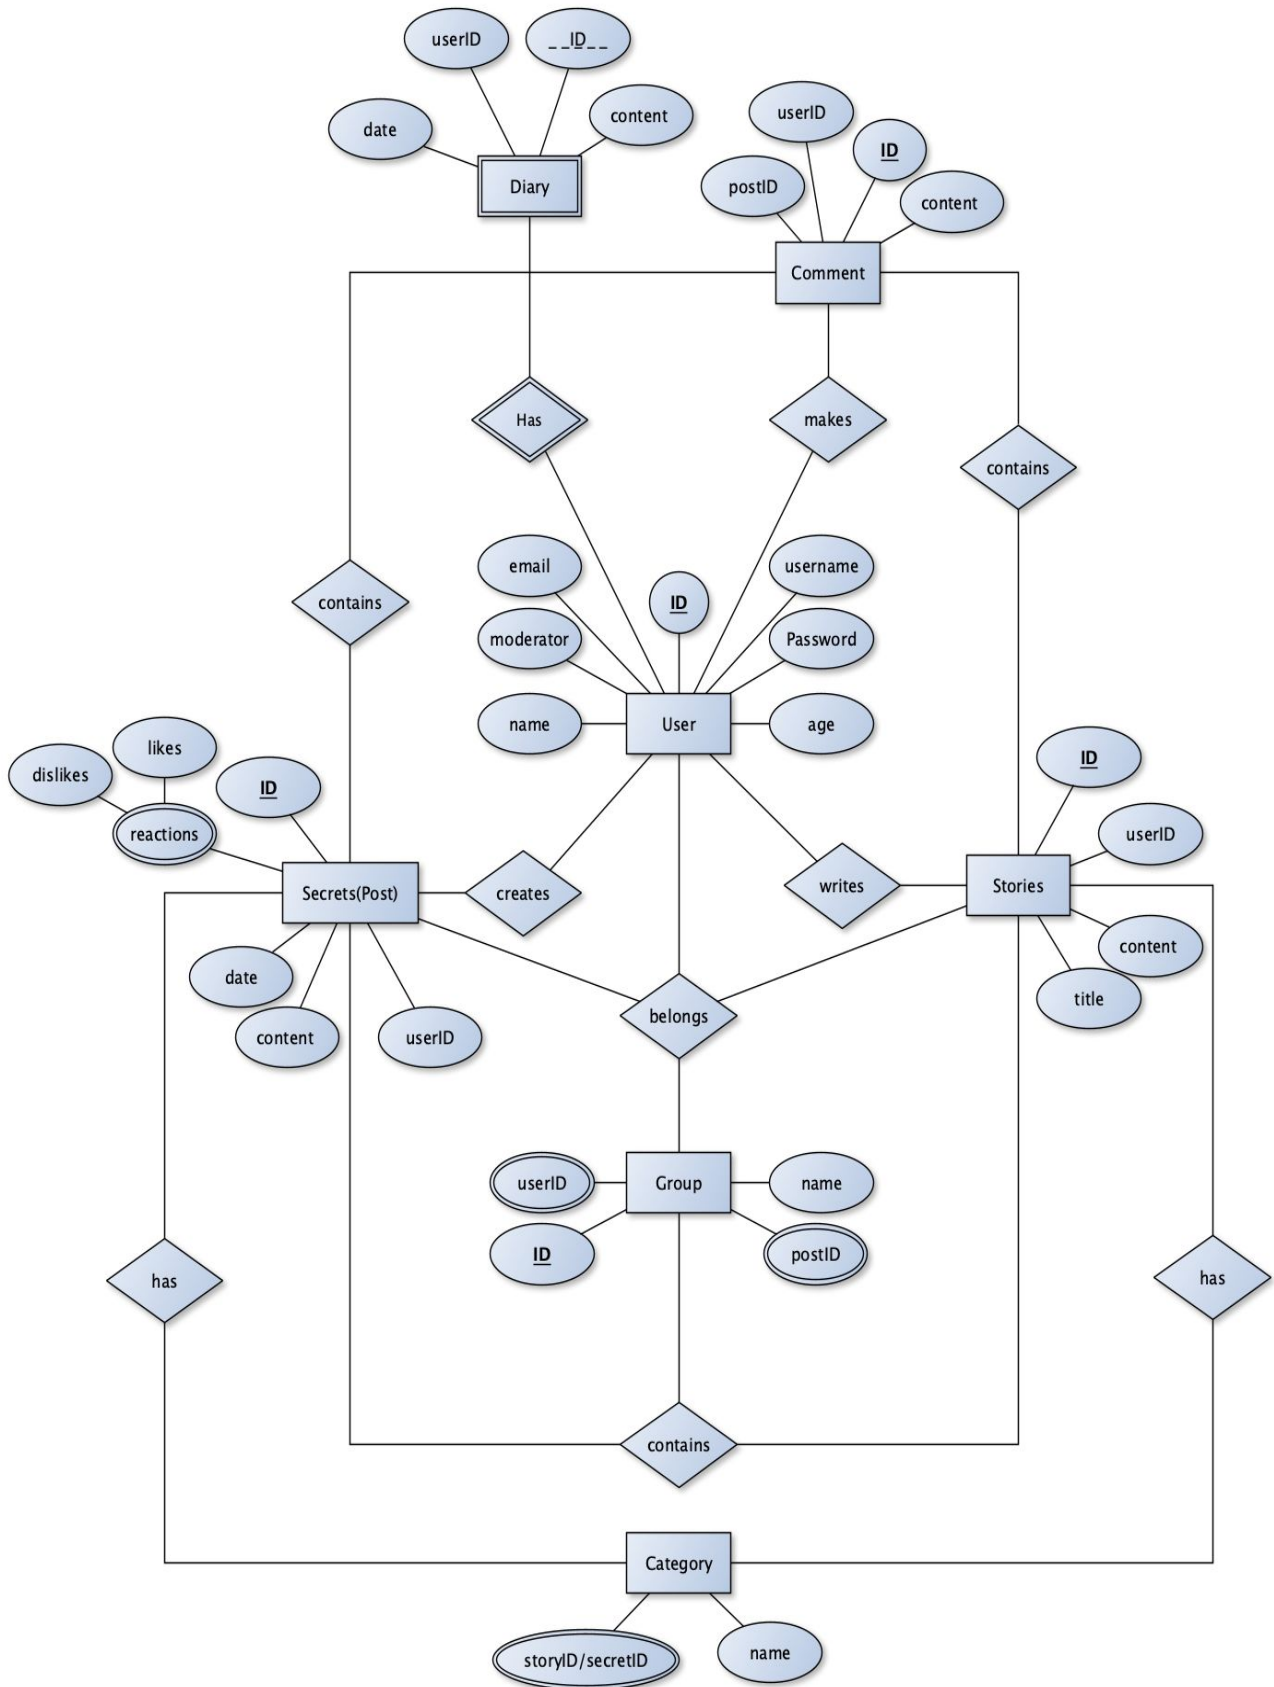 userID
__ID__
date
content
Diary
userID
ID
postID
content
Comment
Has
makes
contains
contains
email
ID
username
moderator
Password
name
User
age
likes
dislikes
ID
reactions
ID
userID
Secrets(Post)
creates
writes
Stories
date
content
userID
content
title
belongs
userID
Group
name
ID
postID
has
has
contains
Category
storyID/secretID
name